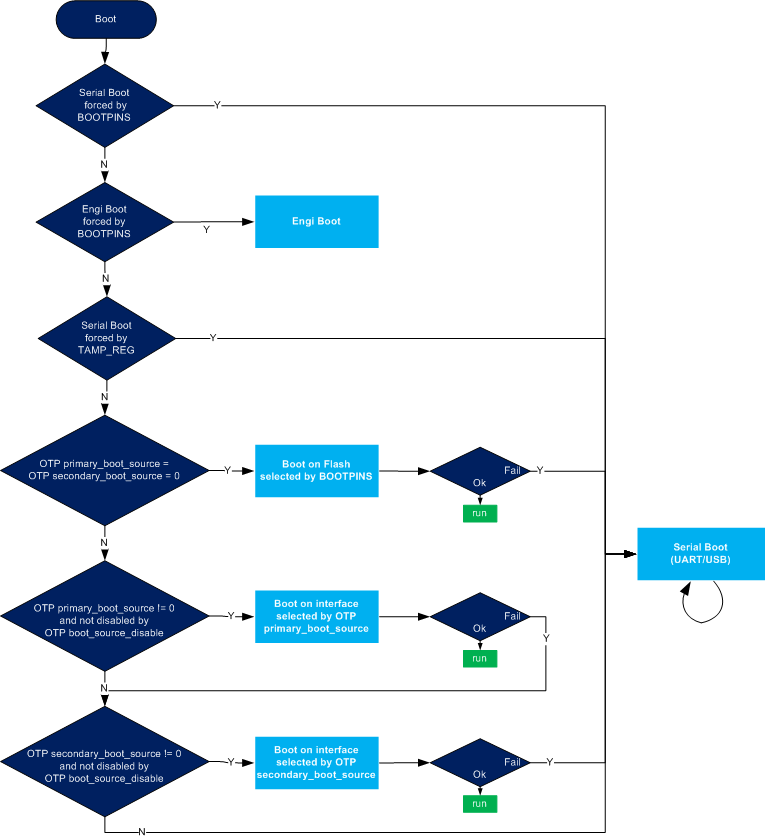 Boot
Serial Boot
forced by
BOOTPINS
Y
N
Engi Boot
forced by
BOOTPINS
Y
Engi Boot
N
Serial Boot
forced by
TAMP_REG
Y
N
OTP primary_boot_source =
OTP secondary_boot_source = 0
Y
Boot on Flash
selected by BOOTPINS
Fail
Ok
Y
run
N
Serial Boot
(UART/USB)
OTP primary_boot_source != 0
and not disabled by
OTP boot_source_disable
Y
Boot on interface
selected by OTP
primary_boot_source
Fail
Ok
Y
run
N
OTP secondary_boot_source != 0
and not disabled by
OTP boot_source_disable
Y
Boot on interface
selected by OTP
secondary_boot_source
Fail
Ok
Y
run
N